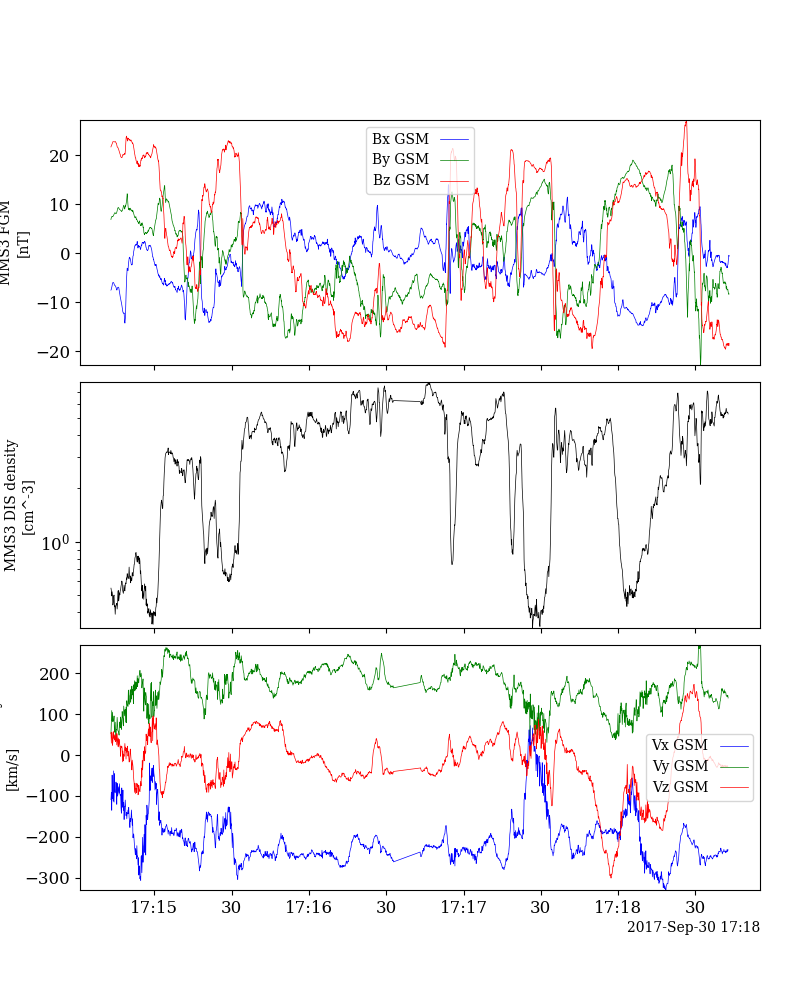 MMS3 FGM
[nT]
20
10
0
−10
−20
Bx GSM
By GSM
Bz GSM
MMS3 DIS density
[cm^-3]
10^0
[km/s]
200
100
0
−100
−200
−300
Vx GSM
Vy GSM
Vz GSM
17:15 30 17:16 30 17:17 30 17:18 30
2017-Sep-30 17:18